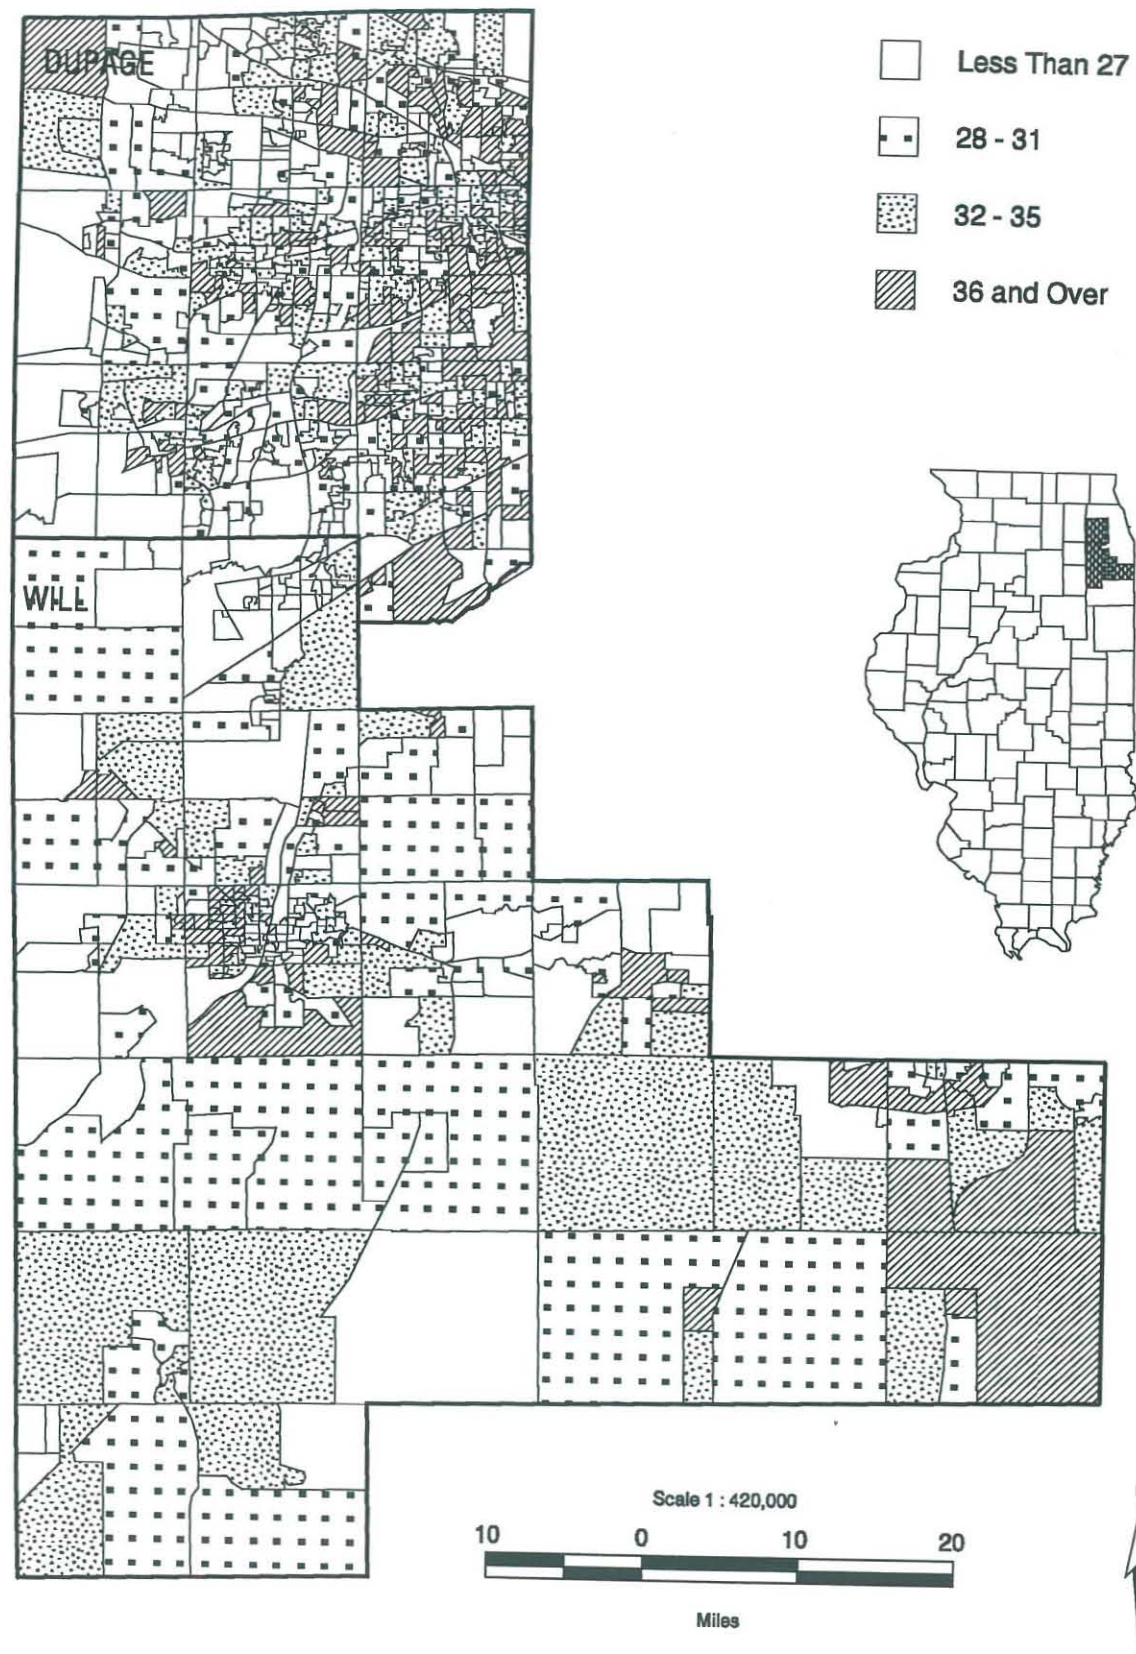 DUPAGE
Less Than 27
28 - 31
32 - 35
36 and Over
WILL
Scale 1 : 420,000
10 0 10 20
Miles